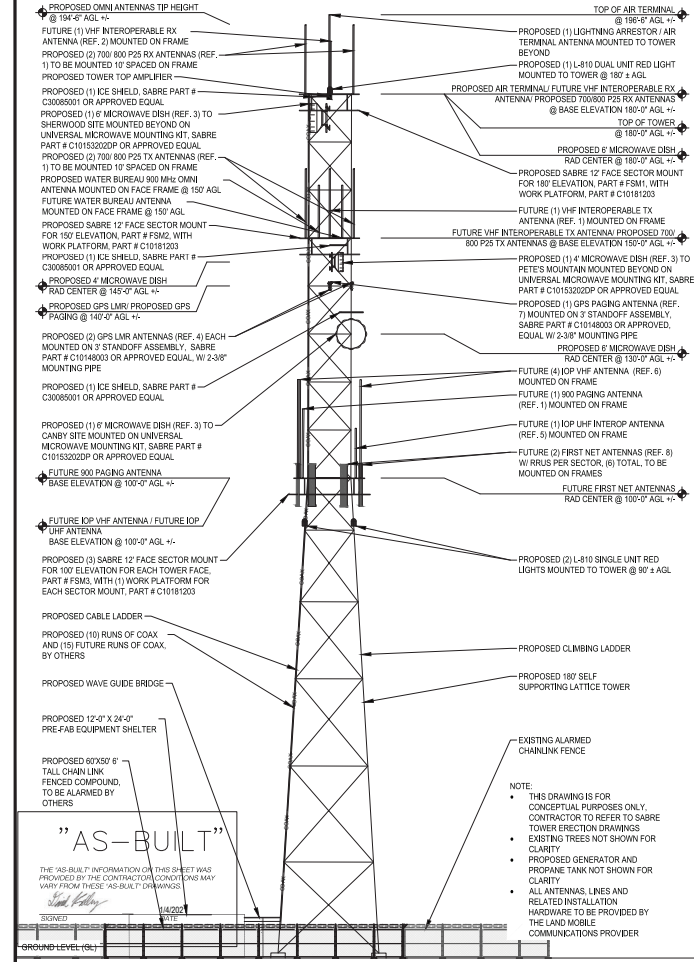 PROPOSED OMNI ANTENNAS TIP HEIGHT
@ 194'-6" AGL +/-
FUTURE (1) VHF INTEROPERABLE RX
ANTENNA (REF. 2) MOUNTED ON FRAME
PROPOSED (2) 700/ 800 P25 RX ANTENNAS (REF.
1) TO BE MOUNTED 10' SPACED ON FRAME
PROPOSED TOWER TOP AMPLIFIER
PROPOSED (1) ICE SHIELD, SABRE PART #
C30085001 OR APPROVED EQUAL
PROPOSED (1) 6' MICROWAVE DISH (REF. 3) TO
SHERWOOD SITE MOUNTED BEYOND ON
UNIVERSAL MICROWAVE MOUNTING KIT, SABRE
PART # C10153202DP OR APPROVED EQUAL
PROPOSED (2) 700/ 800 P25 TX ANTENNAS (REF.
1) TO BE MOUNTED 10' SPACED ON FRAME
PROPOSED WATER BUREAU 900 MHz OMNI
ANTENNA MOUNTED ON FACE FRAME @ 150' AGL
FUTURE WATER BUREAU ANTENNA
MOUNTED ON FACE FRAME @ 150' AGL
PROPOSED SABRE 12' FACE SECTOR MOUNT
FOR 150' ELEVATION, PART # FSM2, WITH
WORK PLATFORM, PART # C10181203
PROPOSED (1) ICE SHIELD, SABRE PART #
C30085001 OR APPROVED EQUAL
PROPOSED 4' MICROWAVE DISH
RAD CENTER @ 145'-0" AGL +/-
PROPOSED GPS LMR/ PROPOSED GPS
PAGING @ 140'-0" AGL +/-
PROPOSED (2) GPS LMR ANTENNAS (REF. 4) EACH
MOUNTED ON 3' STANDOFF ASSEMBLY, SABRE
PART # C10148003 OR APPROVED EQUAL, W/ 2-3/8"
MOUNTING PIPE
PROPOSED (1) ICE SHIELD, SABRE PART #
C30085001 OR APPROVED EQUAL
PROPOSED (1) 6' MICROWAVE DISH (REF. 3) TO
CANBY SITE MOUNTED ON UNIVERSAL
MICROWAVE MOUNTING KIT, SABRE PART #
C10153202DP OR APPROVED EQUAL
FUTURE 900 PAGING ANTENNA
BASE ELEVATION @ 100'-0" AGL +/-
FUTURE IOP VHF ANTENNA / FUTURE IOP
UHF ANTENNA
BASE ELEVATION @ 100'-0" AGL +/-
PROPOSED (3) SABRE 12' FACE SECTOR MOUNT
FOR 100' ELEVATION FOR EACH TOWER FACE,
PART # FSM3, WITH (1) WORK PLATFORM FOR
EACH SECTOR MOUNT, PART # C10181203
PROPOSED CABLE LADDER
PROPOSED (10) RUNS OF COAX
AND (15) FUTURE RUNS OF COAX,
BY OTHERS
PROPOSED WAVE GUIDE BRIDGE
PROPOSED 12'-0" X 24'-0"
PRE-FAB EQUIPMENT SHELTER
PROPOSED 60'X50' 6'
TALL CHAIN LINK
FENCED COMPOUND,
TO BE ALARMED BY
OTHERS
"AS-BUILT"
THE "AS-BUILT" INFORMATION ON THIS SHEET WAS
PROVIDED BY THE CONTRACTOR, CONDITIONS MAY
VARY FROM THESE "AS-BUILT" DRAWINGS.
1/4/202
SIGNED DATE
GROUND LEVEL (GL)
TOP OF AIR TERMINAL
@ 196'-6" AGL +/-
PROPOSED (1) LIGHTNING ARRESTOR / AIR
TERMINAL ANTENNA MOUNTED TO TOWER
BEYOND
PROPOSED (1) L-810 DUAL UNIT RED LIGHT
MOUNTED TO TOWER @ 180' ± AGL
PROPOSED AIR TERMINAL/ FUTURE VHF INTEROPERABLE RX
ANTENNA/ PROPOSED 700/800 P25 RX ANTENNAS
@ BASE ELEVATION 180'-0" AGL +/-
TOP OF TOWER
@ 180'-0" AGL +/-
PROPOSED 6' MICROWAVE DISH
RAD CENTER @ 180'-0" AGL +/-
PROPOSED SABRE 12' FACE SECTOR MOUNT
FOR 180' ELEVATION, PART # FSM1, WITH
WORK PLATFORM, PART # C10181203
FUTURE (1) VHF INTEROPERABLE TX
ANTENNA (REF. 1) MOUNTED ON FRAME
FUTURE VHF INTEROPERABLE TX ANTENNA/ PROPOSED 700/
800 P25 TX ANTENNAS @ BASE ELEVATION 150'-0" AGL +/-
PROPOSED (1) 4' MICROWAVE DISH (REF. 3) TO
PETE'S MOUNTAIN MOUNTED BEYOND ON
UNIVERSAL MICROWAVE MOUNTING KIT, SABRE
PART # C10153202DP OR APPROVED EQUAL
PROPOSED (1) GPS PAGING ANTENNA (REF.
7) MOUNTED ON 3' STANDOFF ASSEMBLY,
SABRE PART # C10148003 OR APPROVED,
EQUAL W/ 2-3/8" MOUNTING PIPE
PROPOSED 6' MICROWAVE DISH
RAD CENTER @ 130'-0" AGL +/-
FUTURE (4) IOP VHF ANTENNA (REF. 6)
MOUNTED ON FRAME
FUTURE (1) 900 PAGING ANTENNA
(REF. 1) MOUNTED ON FRAME
FUTURE (1) IOP UHF INTEROP ANTENNA
(REF. 5) MOUNTED ON FRAME
FUTURE (2) FIRST NET ANTENNAS (REF. 8)
W/ RRUS PER SECTOR, (6) TOTAL, TO BE
MOUNTED ON FRAMES
FUTURE FIRST NET ANTENNAS
RAD CENTER @ 100'-0" AGL +/-
PROPOSED (2) L-810 SINGLE UNIT RED
LIGHTS MOUNTED TO TOWER @ 90' ± AGL
PROPOSED CLIMBING LADDER
PROPOSED 180' SELF
SUPPORTING LATTICE TOWER
EXISTING ALARMED
CHAINLINK FENCE
NOTE:
• THIS DRAWING IS FOR
CONCEPTUAL PURPOSES ONLY,
CONTRACTOR TO REFER TO SABRE
TOWER ERECTION DRAWINGS
• EXISTING TREES NOT SHOWN FOR
CLARITY
• PROPOSED GENERATOR AND
PROPANE TANK NOT SHOWN FOR
CLARITY
• ALL ANTENNAS, LINES AND
RELATED INSTALLATION
HARDWARE TO BE PROVIDED BY
THE LAND MOBILE
COMMUNICATIONS PROVIDER